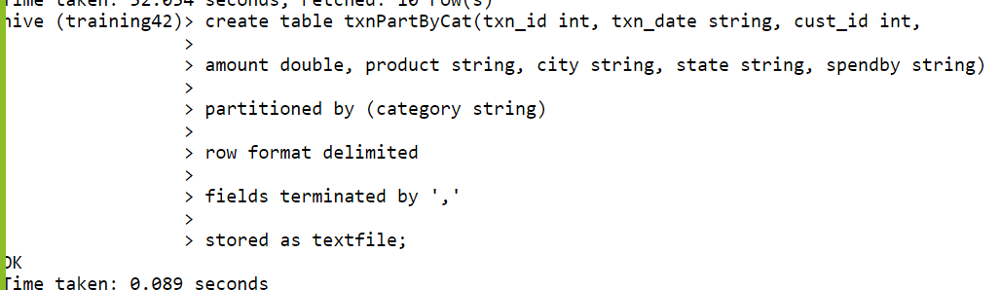 Time taken: 52.054 seconds, Fetched: 10 row(s)
hive (training42)> create table txnPartByCat(txn_id int, txn_date string, cust_id int,
>
> amount double, product string, city string, state string, spendby string)
>
> partitioned by (category string)
>
> row format delimited
>
> fields terminated by ','
>
> stored as textfile;
OK
Time taken: 0.089 seconds